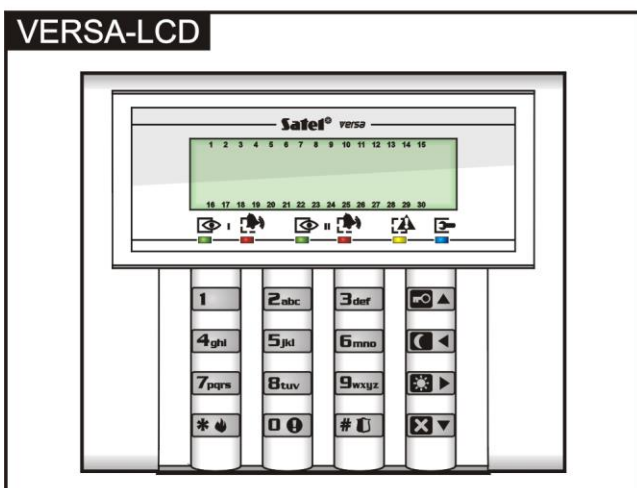 VERSA-LCD
Satel® versa
1 2 3 4 5 6 7 8 9 10 11 12 13 14 15
16 17 18 19 20 21 22 23 24 25 26 27 28 29 30
I II
1 2abc 3def
4ghi 5jkl 6mno
7pqrs 8tuv 9wxyz
* 0 #